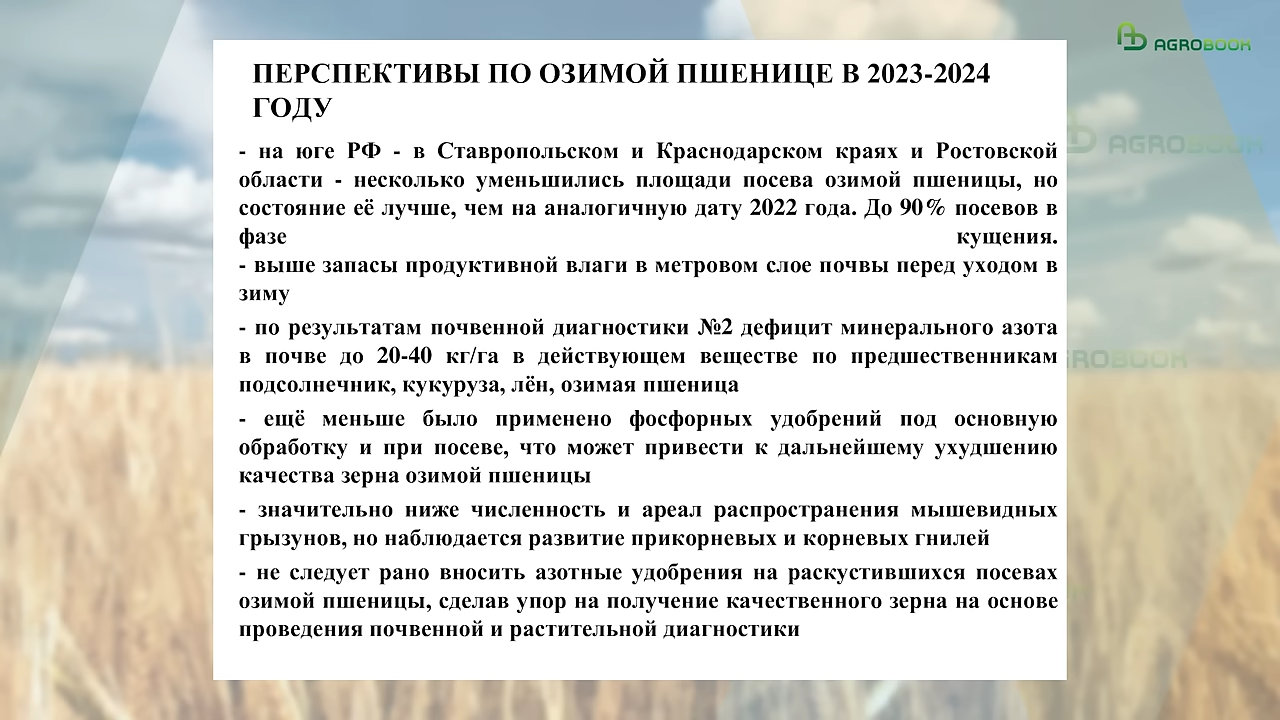 AGROBOOK
ПЕРСПЕКТИВЫ ПО ОЗИМОЙ ПШЕНИЦЕ В 2023-2024
ГОДУ
- на юге РФ - в Ставропольском и Краснодарском краях и Ростовской
области - несколько уменьшились площади посева озимой пшеницы, но
состояние её лучше, чем на аналогичную дату 2022 года. До 90% посевов в
фазе кущения.
- выше запасы продуктивной влаги в метровом слое почвы перед уходом в
зиму
- по результатам почвенной диагностики №2 дефицит минерального азота
в почве до 20-40 кг/га в действующем веществе по предшественникам
подсолнечник, кукуруза, лён, озимая пшеница
- ещё меньше было применено фосфорных удобрений под основную
обработку и при посеве, что может привести к дальнейшему ухудшению
качества зерна озимой пшеницы
- значительно ниже численность и ареал распространения мышевидных
грызунов, но наблюдается развитие прикорневых и корневых гнилей
- не следует рано вносить азотные удобрения на раскустившихся посевах
озимой пшеницы, сделав упор на получение качественного зерна на основе
проведения почвенной и растительной диагностики
AGROBOOK
GROBOOK